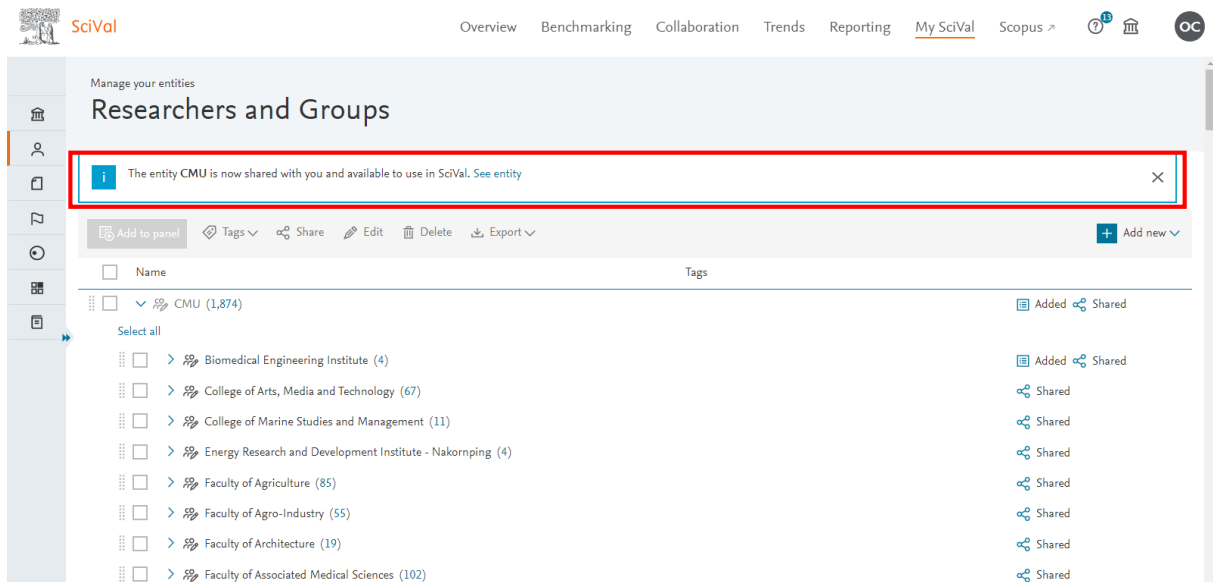 SciVal
Overview Benchmarking Collaboration Trends Reporting My SciVal Scopus ↗ ? 13 OC
Manage your entities
Researchers and Groups
i The entity CMU is now shared with you and available to use in SciVal. See entity
Add to panel Tags Share Edit Delete Export Add new
Name Tags
CMU (1,874) Added Shared
Select all
Biomedical Engineering Institute (4) Added Shared
College of Arts, Media and Technology (67) Shared
College of Marine Studies and Management (11) Shared
Energy Research and Development Institute - Nakornping (4) Shared
Faculty of Agriculture (85) Shared
Faculty of Agro-Industry (55) Shared
Faculty of Architecture (19) Shared
Faculty of Associated Medical Sciences (102) Shared